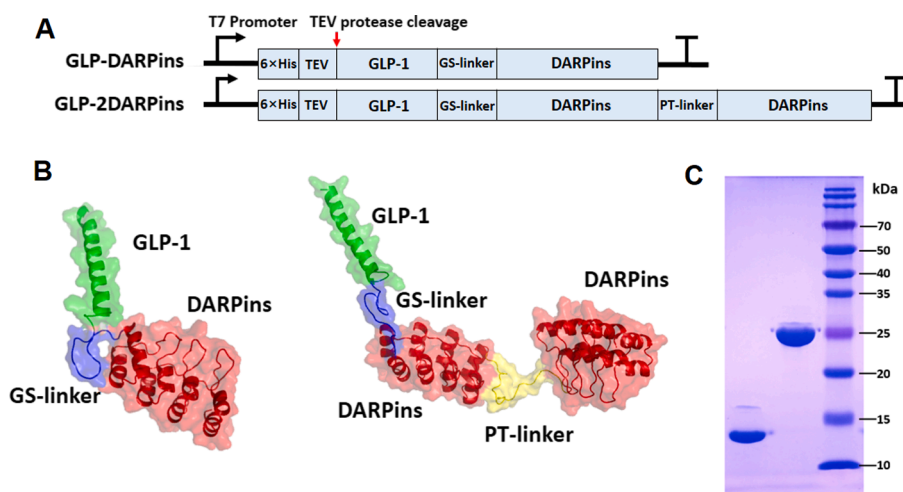 A
T7 Promoter
TEV protease cleavage
GLP-DARPins
6×His
TEV
GLP-1
GS-linker
DARPins
GLP-2DARPins
6×His
TEV
GLP-1
GS-linker
DARPins
PT-linker
DARPins
B
GLP-1
DARPins
GS-linker
GLP-1
GS-linker
DARPins
DARPins
PT-linker
C
kDa
70
50
40
35
25
20
15
10